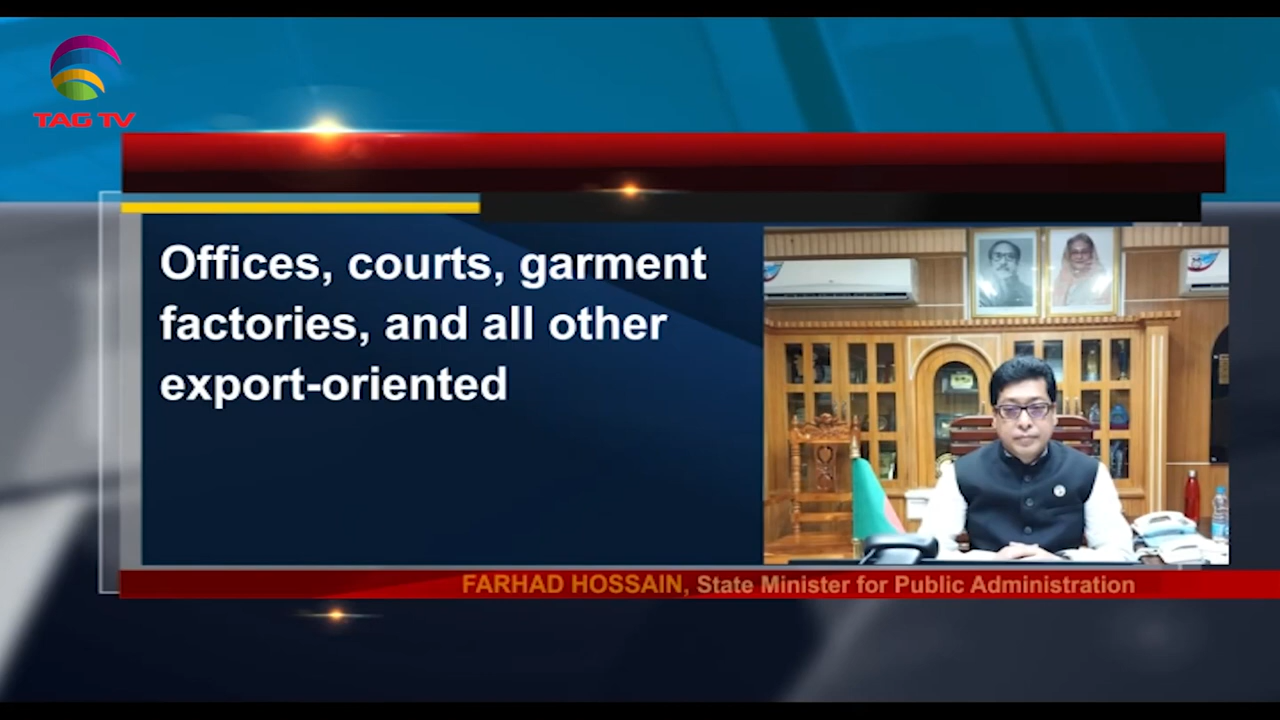 TAG TV
Offices, courts, garment
factories, and all other
export-oriented
FARHAD HOSSAIN, State Minister for Public Administration